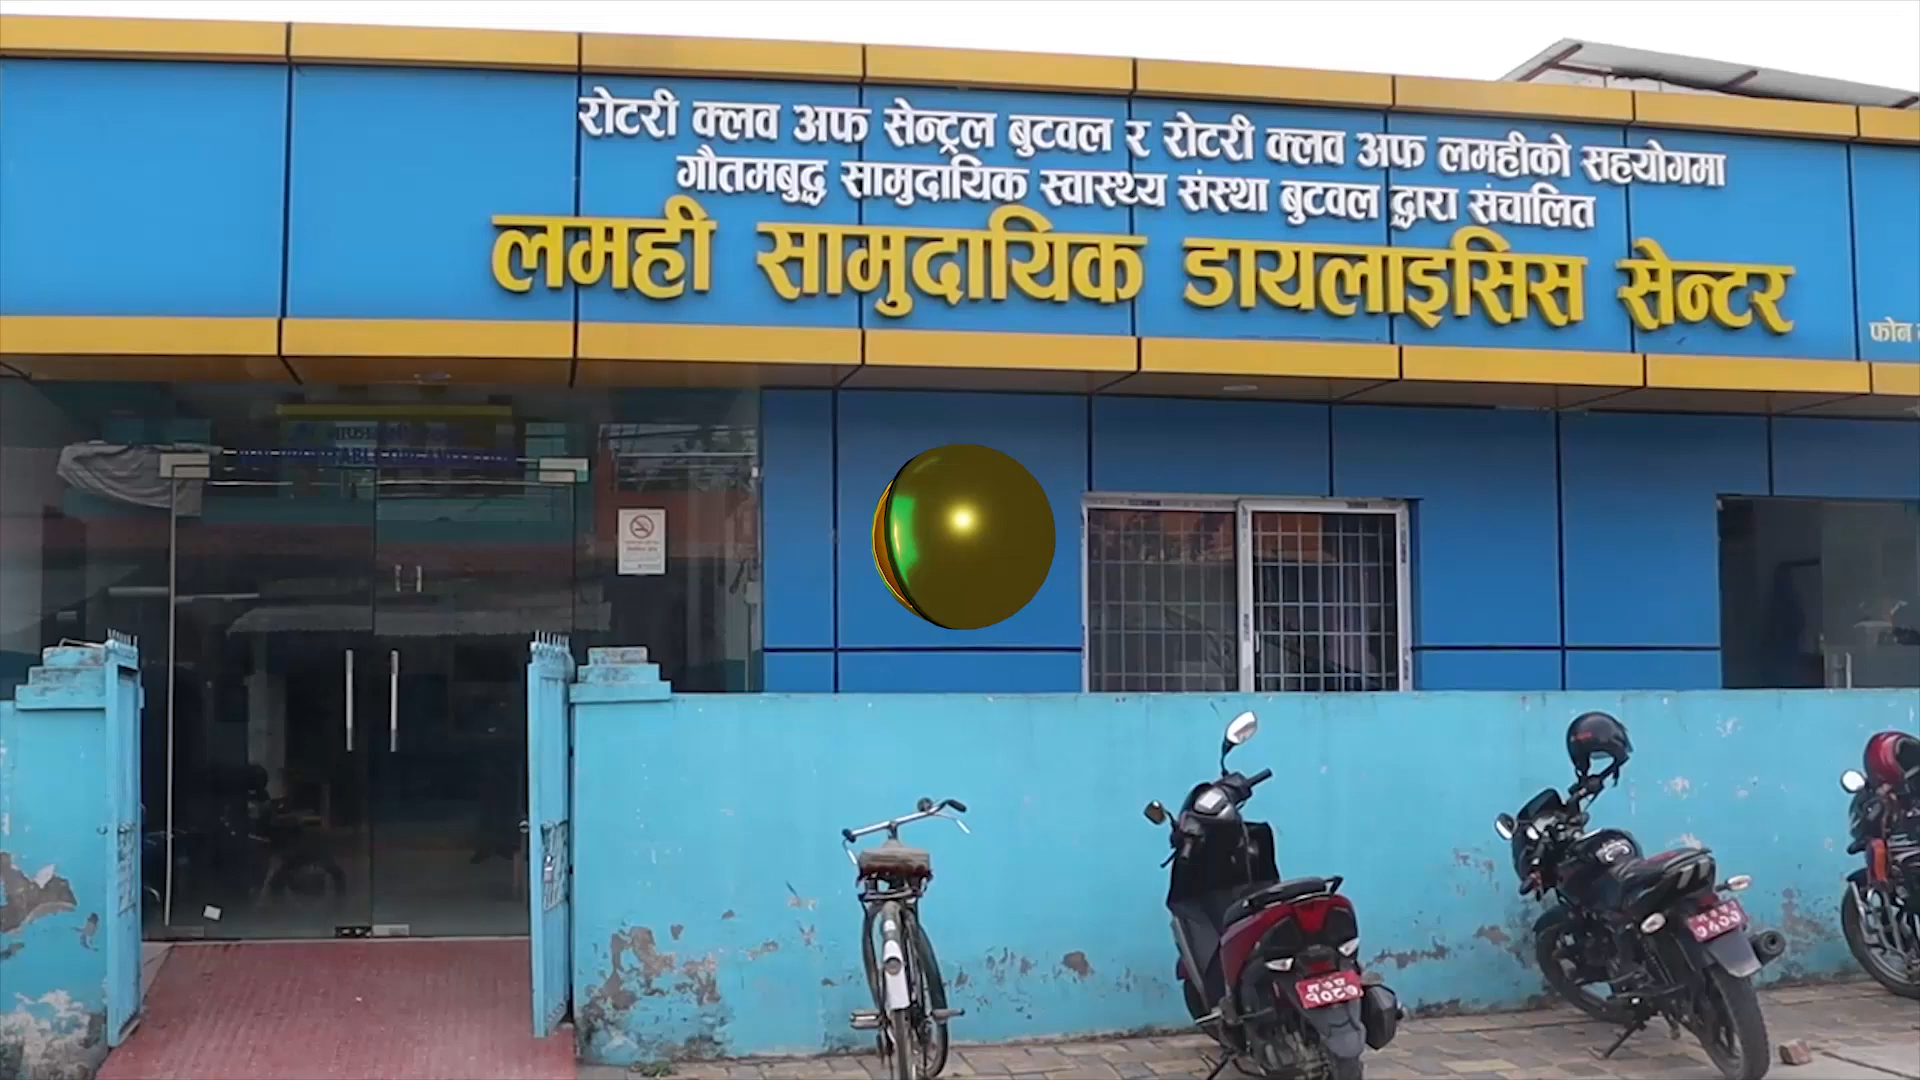 रोटरी क्लव अफ सेन्ट्रल बुटवल र रोटरी क्लव अफ लमहीको सहयोगमा
गौतमबुद्ध सामुदायिक स्वास्थ्य संस्था बुटवल द्धारा संचालित
लमही सामुदायिक डायलाइसिस सेन्टर
फोन